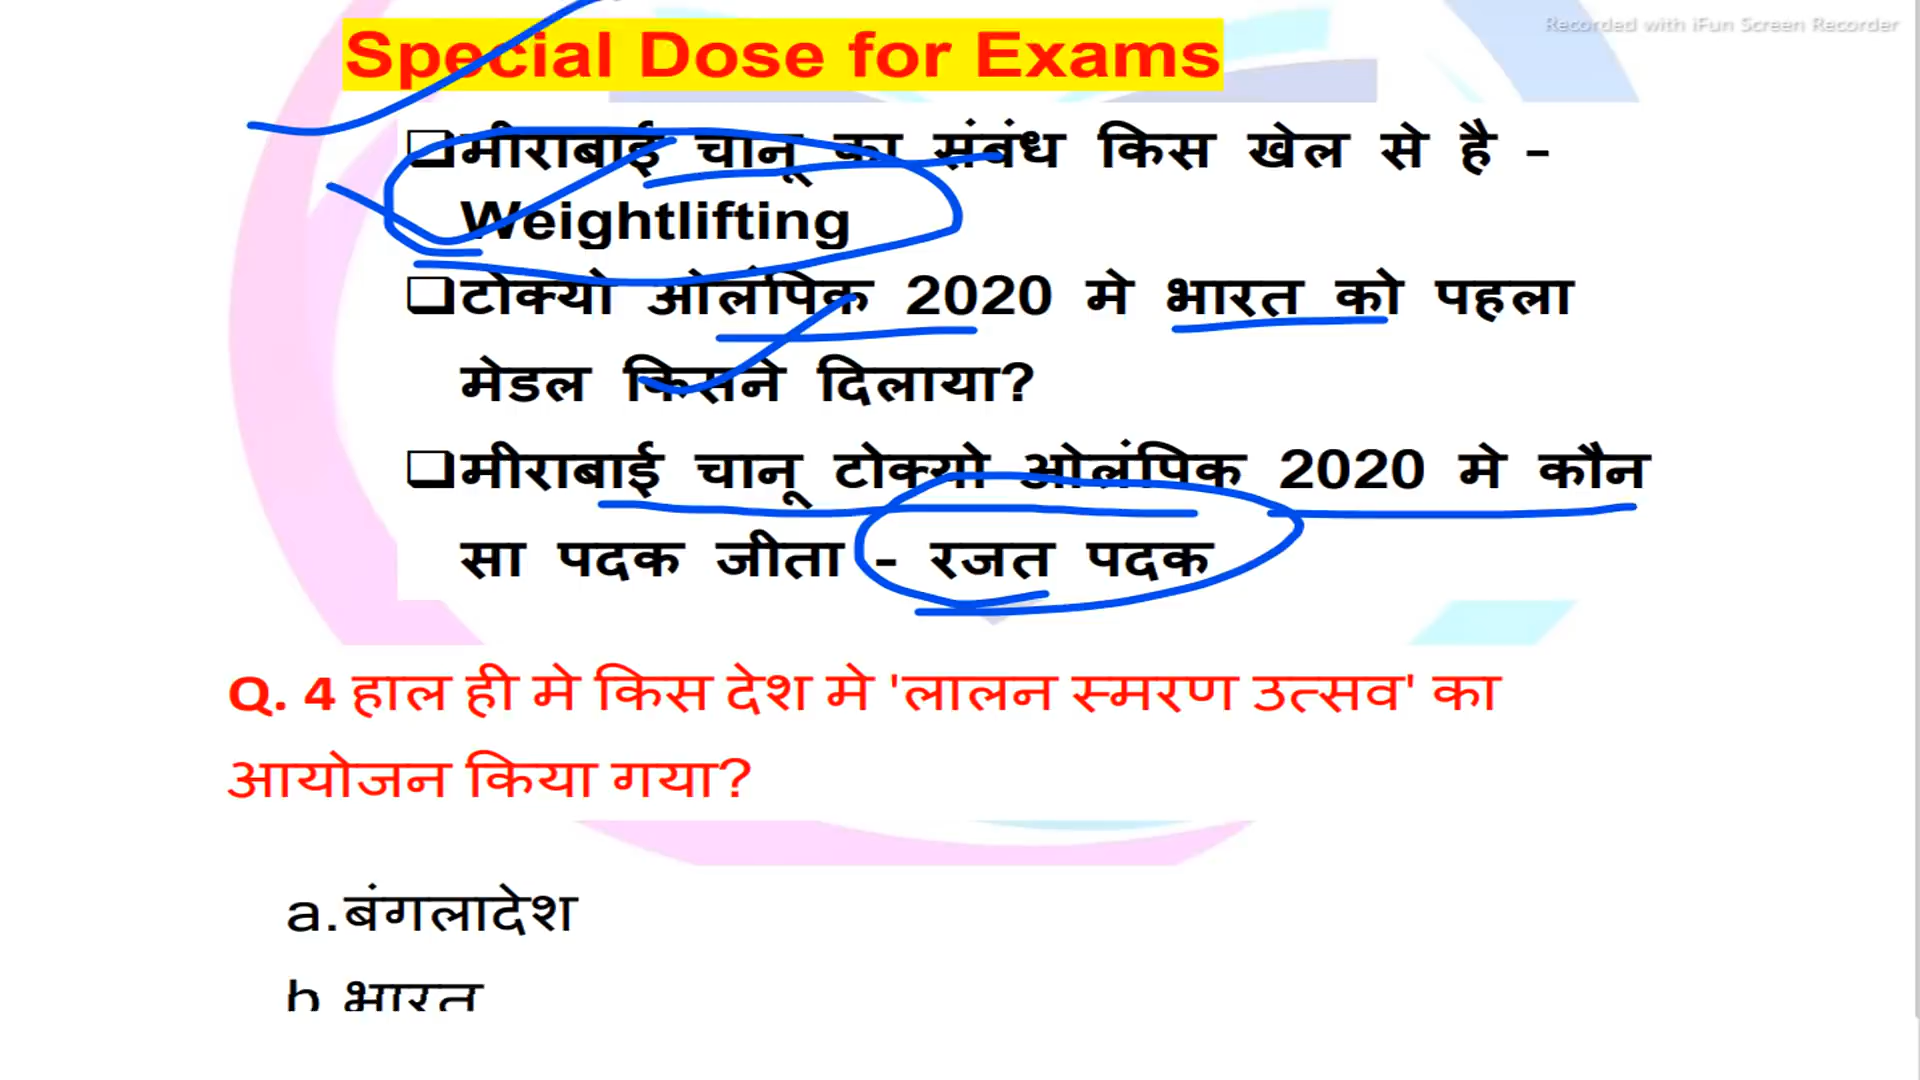 Recorded with iFun Screen Recorder
Special Dose for Exams
❑मीराबाई चानू का संबंध किस खेल से है –
Weightlifting
❑टोक्यो ओलंपिक 2020 मे भारत को पहला
मेडल किसने दिलाया?
❑मीराबाई चानू टोक्यो ओलंपिक 2020 मे कौन
सा पदक जीता - रजत पदक
Q. 4 हाल ही मे किस देश मे 'लालन स्मरण उत्सव' का
आयोजन किया गया?
a.बंगलादेश
b.भारत